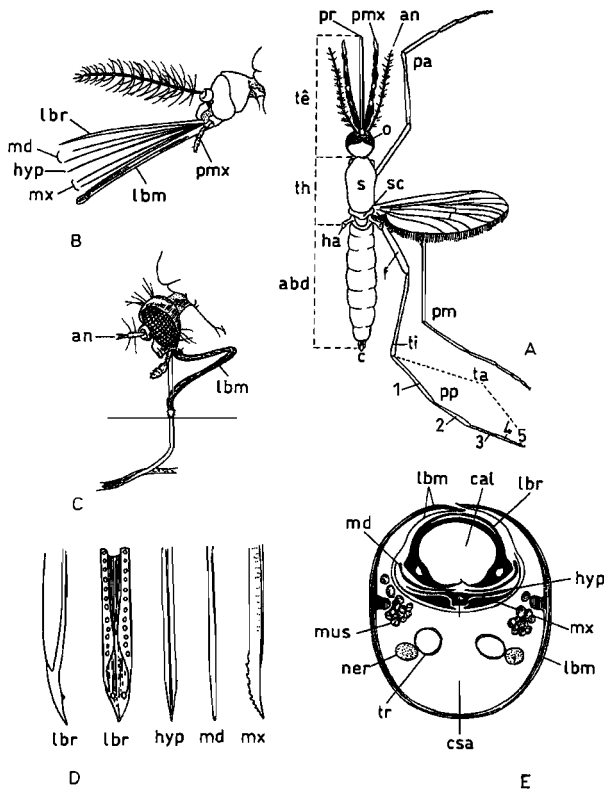 pr pmx an
pa
tê
o
th
s
sc
ha
f
abd
pm
ti
c
A
ta
1
pp
2
3
4
5
lbr
md
hyp
mx
lbm
pmx
B
an
lbm
C
lbr lbr hyp md mx
D
lbm cal lbr
md
hyp
mus
mx
ner
lbm
tr
csa
E